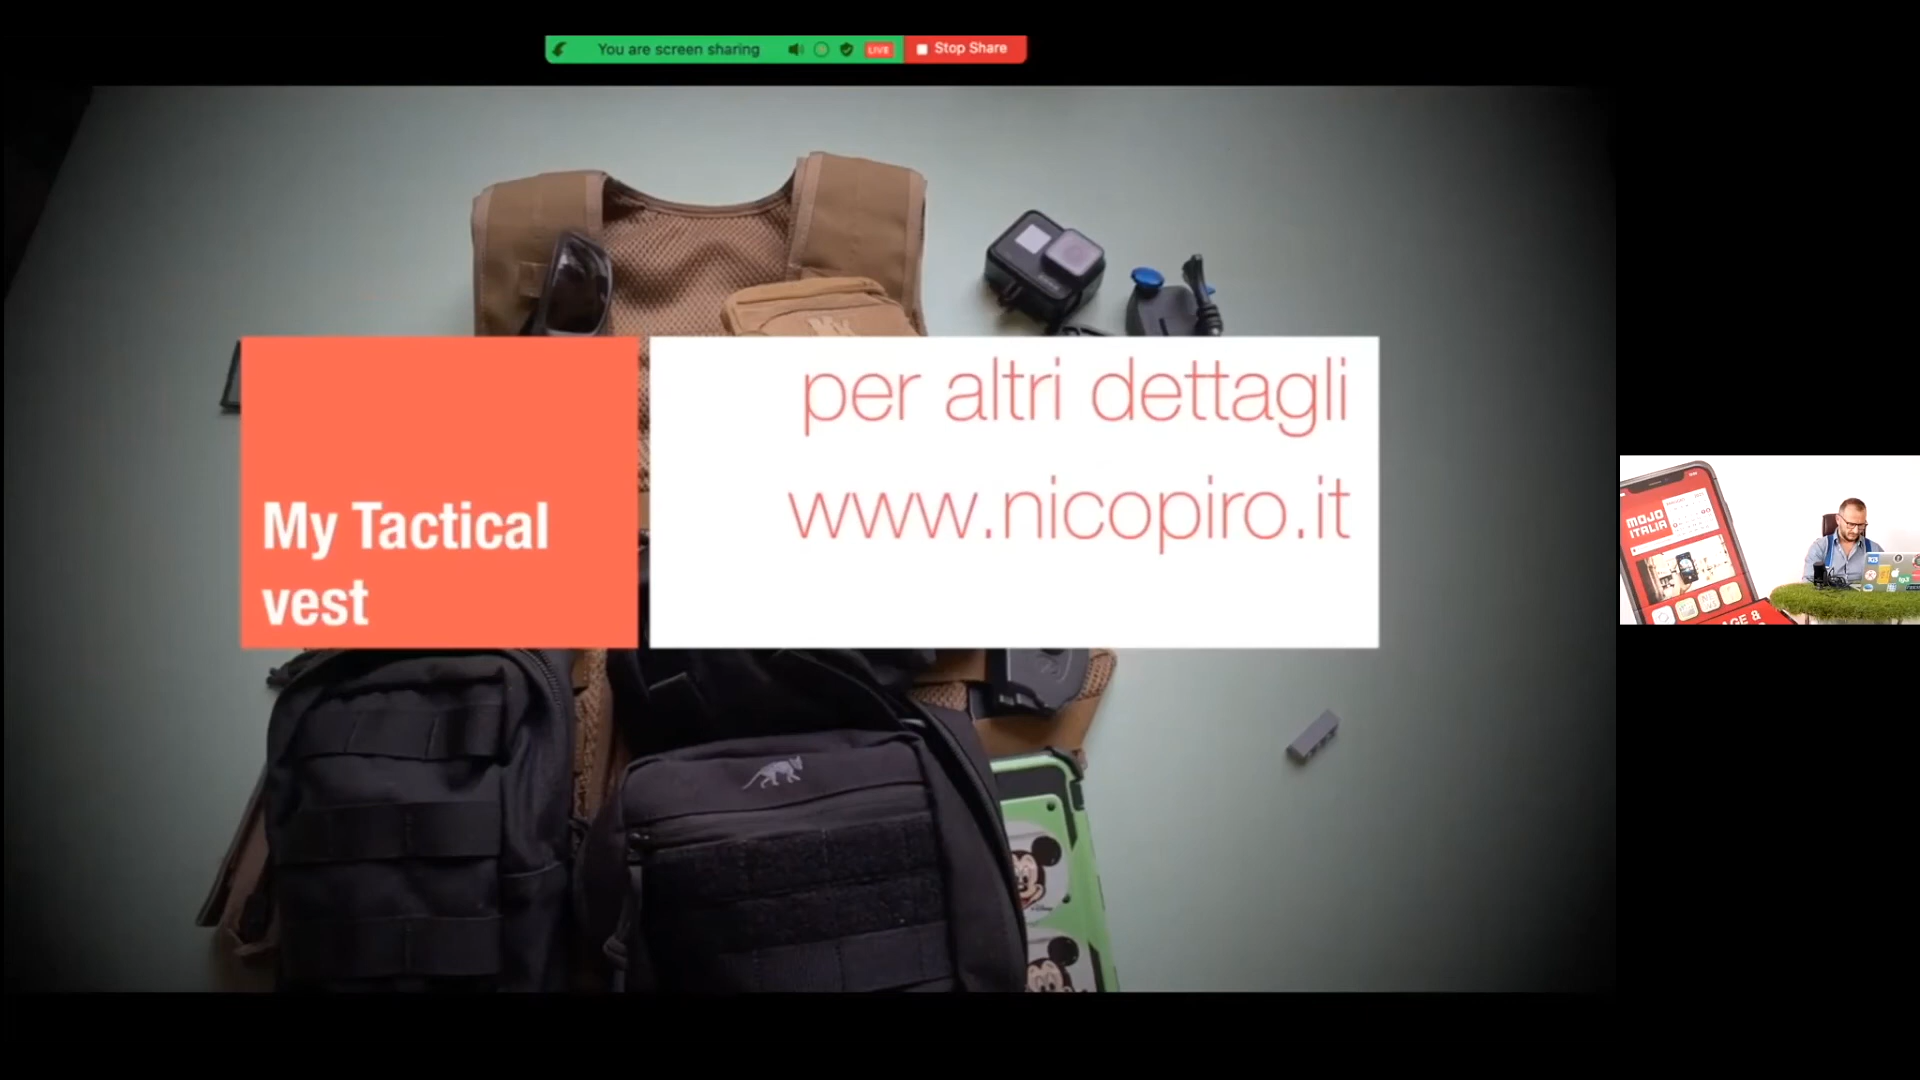 You are screen sharing
LIVE
Stop Share
per altri dettagli
www.nicopiro.it
My Tactical
vest
MOJO
ITALIA